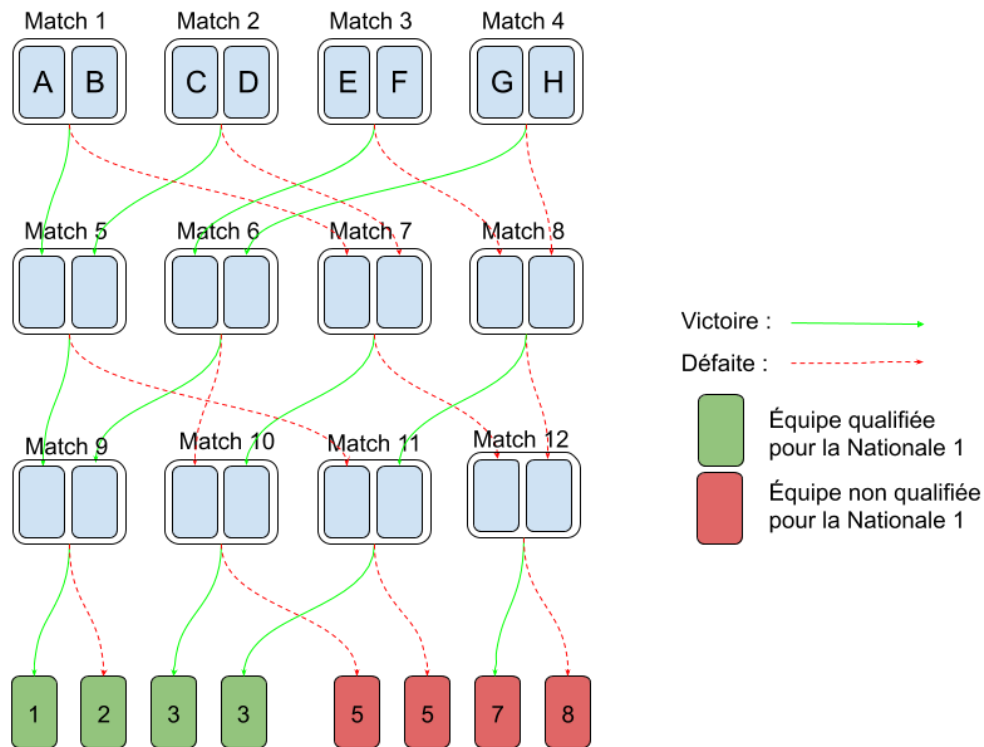 Match 1 Match 2 Match 3 Match 4
A B C D E F G H
Match 5 Match 6 Match 7 Match 8
Victoire :
Défaite :
Équipe qualifiée
pour la Nationale 1
Match 9 Match 10 Match 11 Match 12
Équipe non qualifiée
pour la Nationale 1
1 2 3 3 5 5 7 8